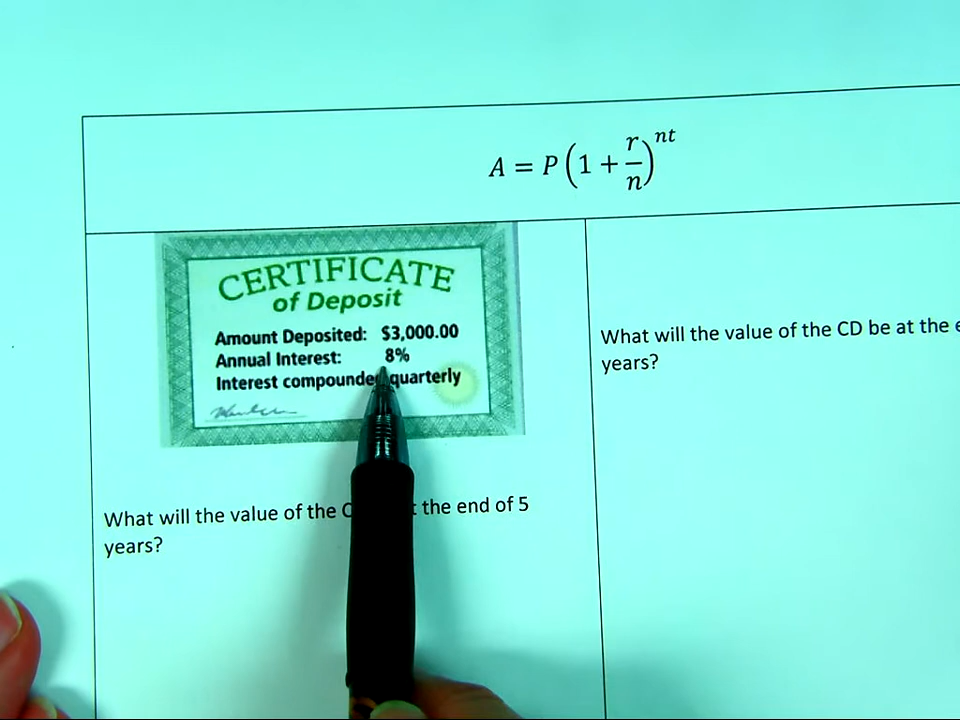 A = P(1 + r/n)^nt
CERTIFICATE
of Deposit
Amount Deposited: $3,000.00
Annual Interest: 8%
Interest compounded quarterly
What will the value of the the end of 5
years?
What will the value of the CD be at the
years?